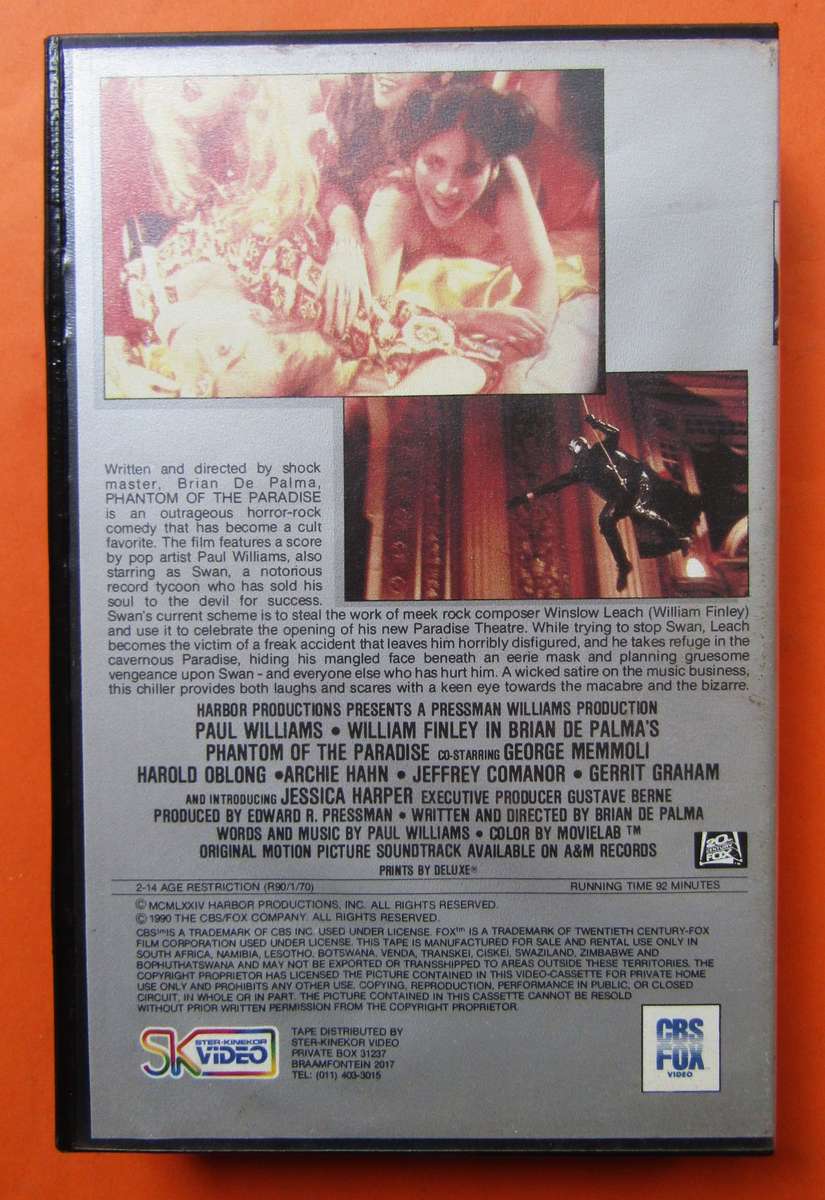 Written and directed by shock
master, Brian De Palma,
PHANTOM OF THE PARADISE
is an outrageous horror-rock
comedy that has become a cult
favorite. The film features a score
by pop artist Paul Williams, also
starring as Swan, a notorious
record tycoon who has sold his
soul to the devil for success.
Swan's current scheme is to steal the work of meek rock composer Winslow Leach (William Finley)
and use it to celebrate the opening of his new Paradise Theatre. While trying to stop Swan, Leach
becomes the victim of a freak accident that leaves him horribly disfigured, and he takes refuge in the
cavernous Paradise, hiding his mangled face beneath an eerie mask and planning gruesome
vengeance upon Swan - and everyone else who has hurt him. A wicked satire on the music business,
this chiller provides both laughs and scares with a keen eye towards the macabre and the bizarre.
HARBOR PRODUCTIONS PRESENTS A PRESSMAN WILLIAMS PRODUCTION
PAUL WILLIAMS • WILLIAM FINLEY IN BRIAN DE PALMA'S
PHANTOM OF THE PARADISE CO-STARRING GEORGE MEMMOLI
HAROLD OBLONG • ARCHIE HAHN • JEFFREY COMANOR • GERRIT GRAHAM
AND INTRODUCING JESSICA HARPER EXECUTIVE PRODUCER GUSTAVE BERNE
PRODUCED BY EDWARD R. PRESSMAN • WRITTEN AND DIRECTED BY BRIAN DE PALMA
WORDS AND MUSIC BY PAUL WILLIAMS • COLOR BY MOVIELAB ™
ORIGINAL MOTION PICTURE SOUNDTRACK AVAILABLE ON A&M RECORDS
PRINTS BY DELUXE®
20th CENTURY FOX
2-14 AGE RESTRICTION (R90/1/70) RUNNING TIME 92 MINUTES
© MCMLXXIV HARBOR PRODUCTIONS, INC. ALL RIGHTS RESERVED.
© 1990 THE CBS/FOX COMPANY. ALL RIGHTS RESERVED.
CBS™ IS A TRADEMARK OF CBS INC. USED UNDER LICENSE. FOX™ IS A TRADEMARK OF TWENTIETH CENTURY-FOX
FILM CORPORATION USED UNDER LICENSE. THIS TAPE IS MANUFACTURED FOR SALE AND RENTAL USE ONLY IN
SOUTH AFRICA, NAMIBIA, LESOTHO, BOTSWANA, VENDA, TRANSKEI, CISKEI, SWAZILAND, ZIMBABWE AND
BOPHUTHATSWANA AND MAY NOT BE EXPORTED OR TRANSSHIPPED TO AREAS OUTSIDE THESE TERRITORIES. THE
COPYRIGHT PROPRIETOR HAS LICENSED THE PICTURE CONTAINED IN THIS VIDEO-CASSETTE FOR PRIVATE HOME
USE ONLY AND PROHIBITS ANY OTHER USE, COPYING, REPRODUCTION, PERFORMANCE IN PUBLIC, OR CLOSED
CIRCUIT, IN WHOLE OR IN PART. THE PICTURE CONTAINED IN THIS CASSETTE CANNOT BE RESOLD
WITHOUT PRIOR WRITTEN PERMISSION FROM THE COPYRIGHT PROPRIETOR.
SK STER-KINEKOR VIDEO
TAPE DISTRIBUTED BY
STER-KINEKOR VIDEO
PRIVATE BOX 31237
BRAAMFONTEIN 2017
TEL: (011) 403-3015
CBS
FOX
VIDEO